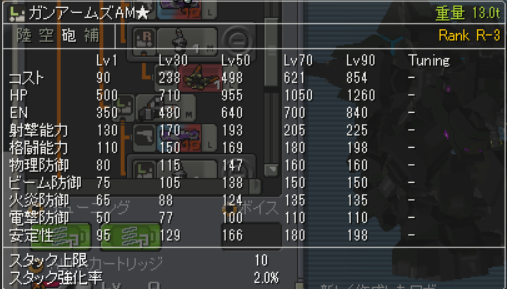 ガンアームズAM★ 重量 13.0t
陸 空 砲 補 Rank R-3
Lv1 Lv30 Lv50 Lv70 Lv90 Tuning
コスト 90 238 498 621 854 -
HP 500 710 955 1050 1260 -
EN 350 480 640 700 840 -
射撃能力 130 170 193 205 225 -
格闘能力 110 150 169 180 198 -
物理防御 80 115 147 160 160 -
ビーム防御 75 105 138 150 150 -
火炎防御 65 88 124 135 135 -
電撃防御 50 77 100 110 110 -
安定性 95 129 166 180 198 -
スタック上限 10
スタック強化率 2.0%